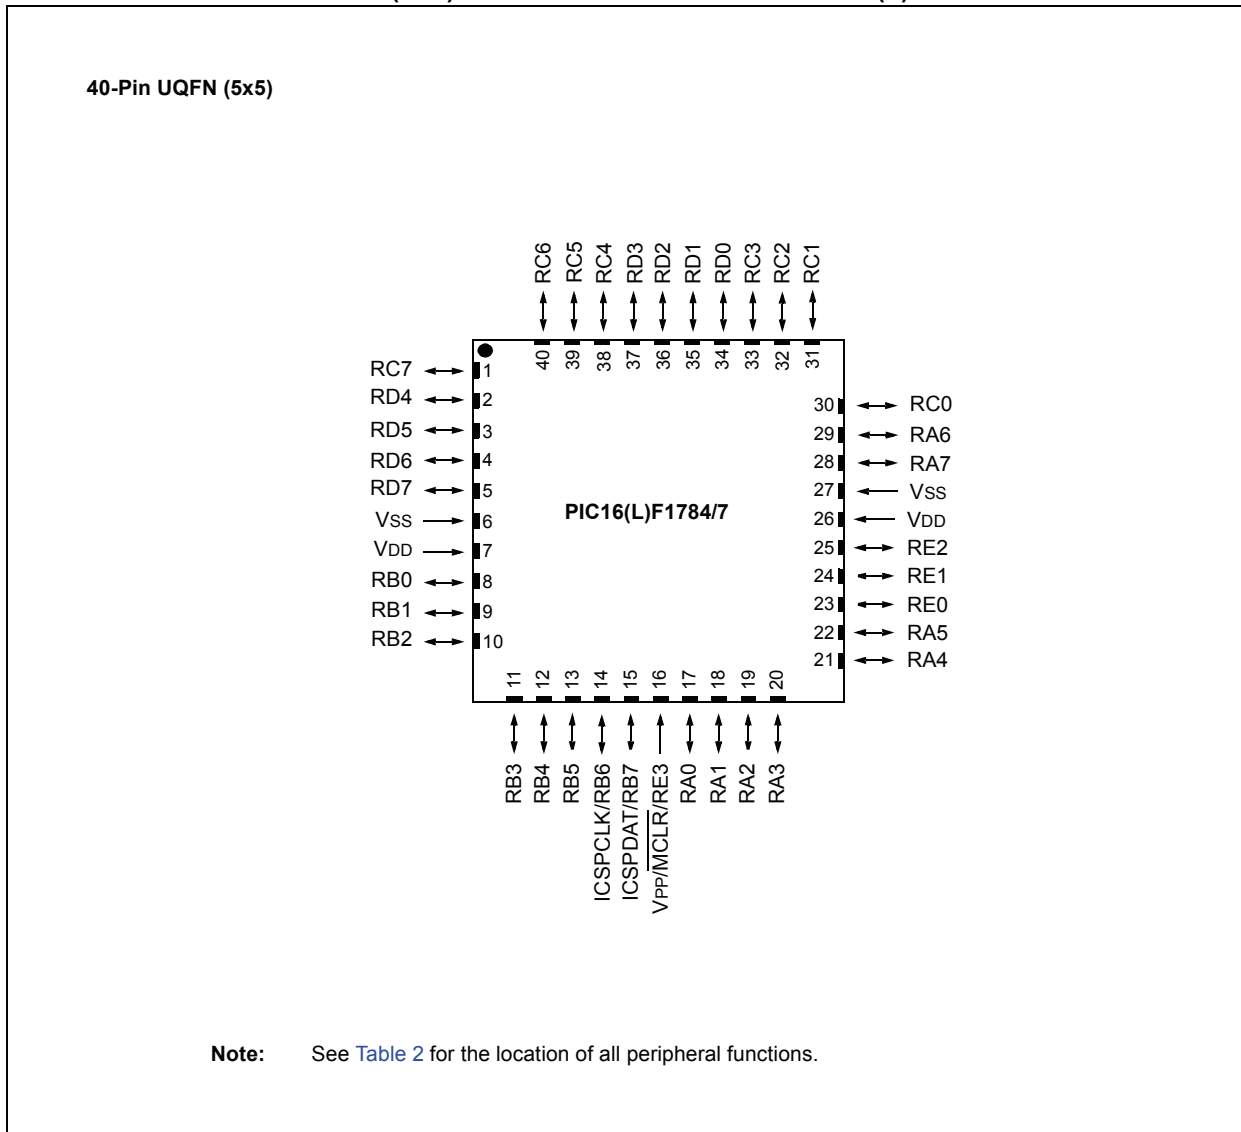 40-Pin UQFN (5x5)
RC6
RC5
RC4
RD3
RD2
RD1
RD0
RC3
RC2
RC1
40
39
38
37
36
35
34
33
32
31
RC7 1
RD4 2
RD5 3
RD6 4
RD7 5
VSS 6
VDD 7
RB0 8
RB1 9
RB2 10
PIC16(L)F1784/7
30 RC0
29 RA6
28 RA7
27 VSS
26 VDD
25 RE2
24 RE1
23 RE0
22 RA5
21 RA4
11
12
13
14
15
16
17
18
19
20
RB3
RB4
RB5
ICSPCLK/RB6
ICSPDAT/RB7
VPP/MCLR/RE3
RA0
RA1
RA2
RA3
Note: See Table 2 for the location of all peripheral functions.